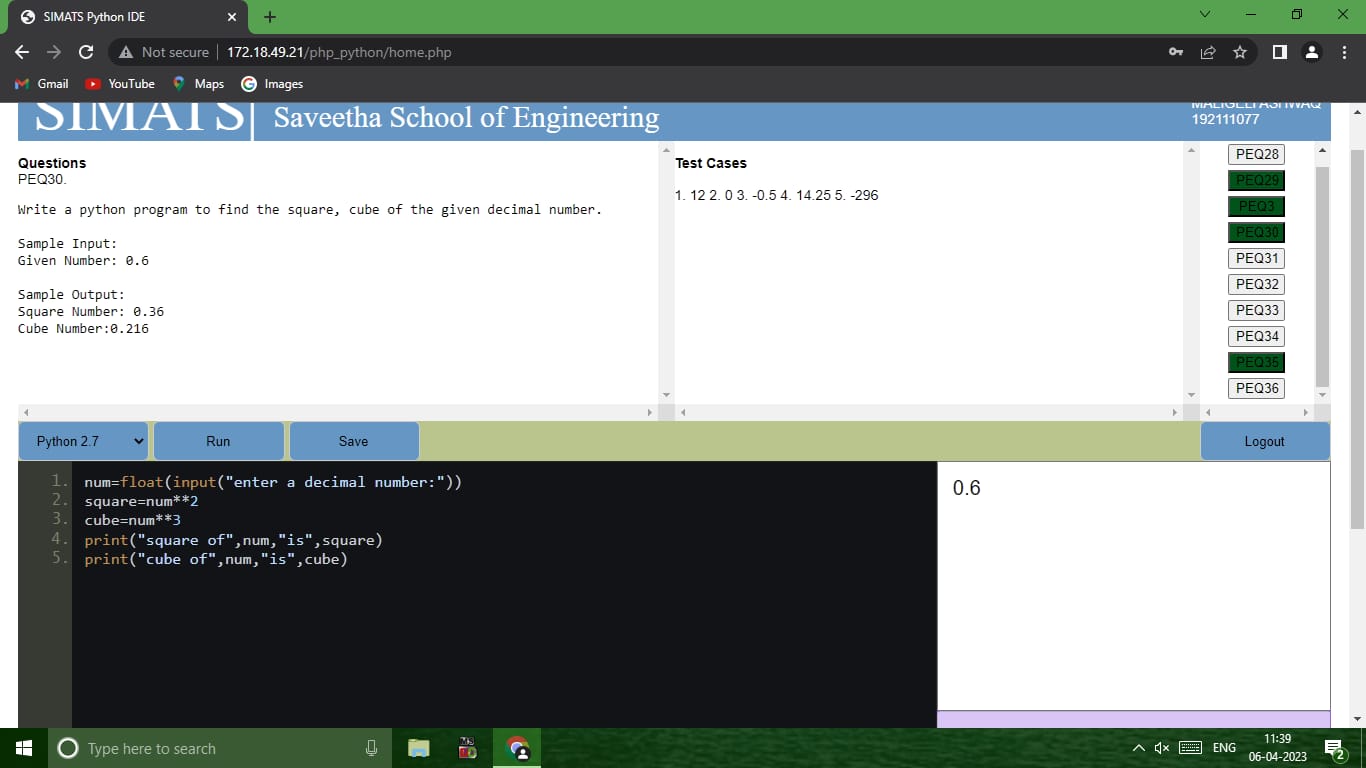 SIMATS Python IDE
Not secure
172.18.49.21/php_python/home.php
Gmail
YouTube
Maps
Images
SIMATS
Saveetha School of Engineering
192111077
Questions
PEQ30.
Write a python program to find the square, cube of the given decimal number.
Sample Input:
Given Number: 0.6
Sample Output:
Square Number: 0.36
Cube Number:0.216
Test Cases
1. 12 2. 0 3. -0.5 4. 14.25 5. -296
PEQ28
PEQ29
PEQ3
PEQ30
PEQ31
PEQ32
PEQ33
PEQ34
PEQ35
PEQ36
Python 2.7
Run
Save
Logout
1. num=float(input("enter a decimal number:"))
2. square=num**2
3. cube=num**3
4. print("square of",num,"is",square)
5. print("cube of",num,"is",cube)
0.6
Type here to search
ENG
11:39
06-04-2023
2